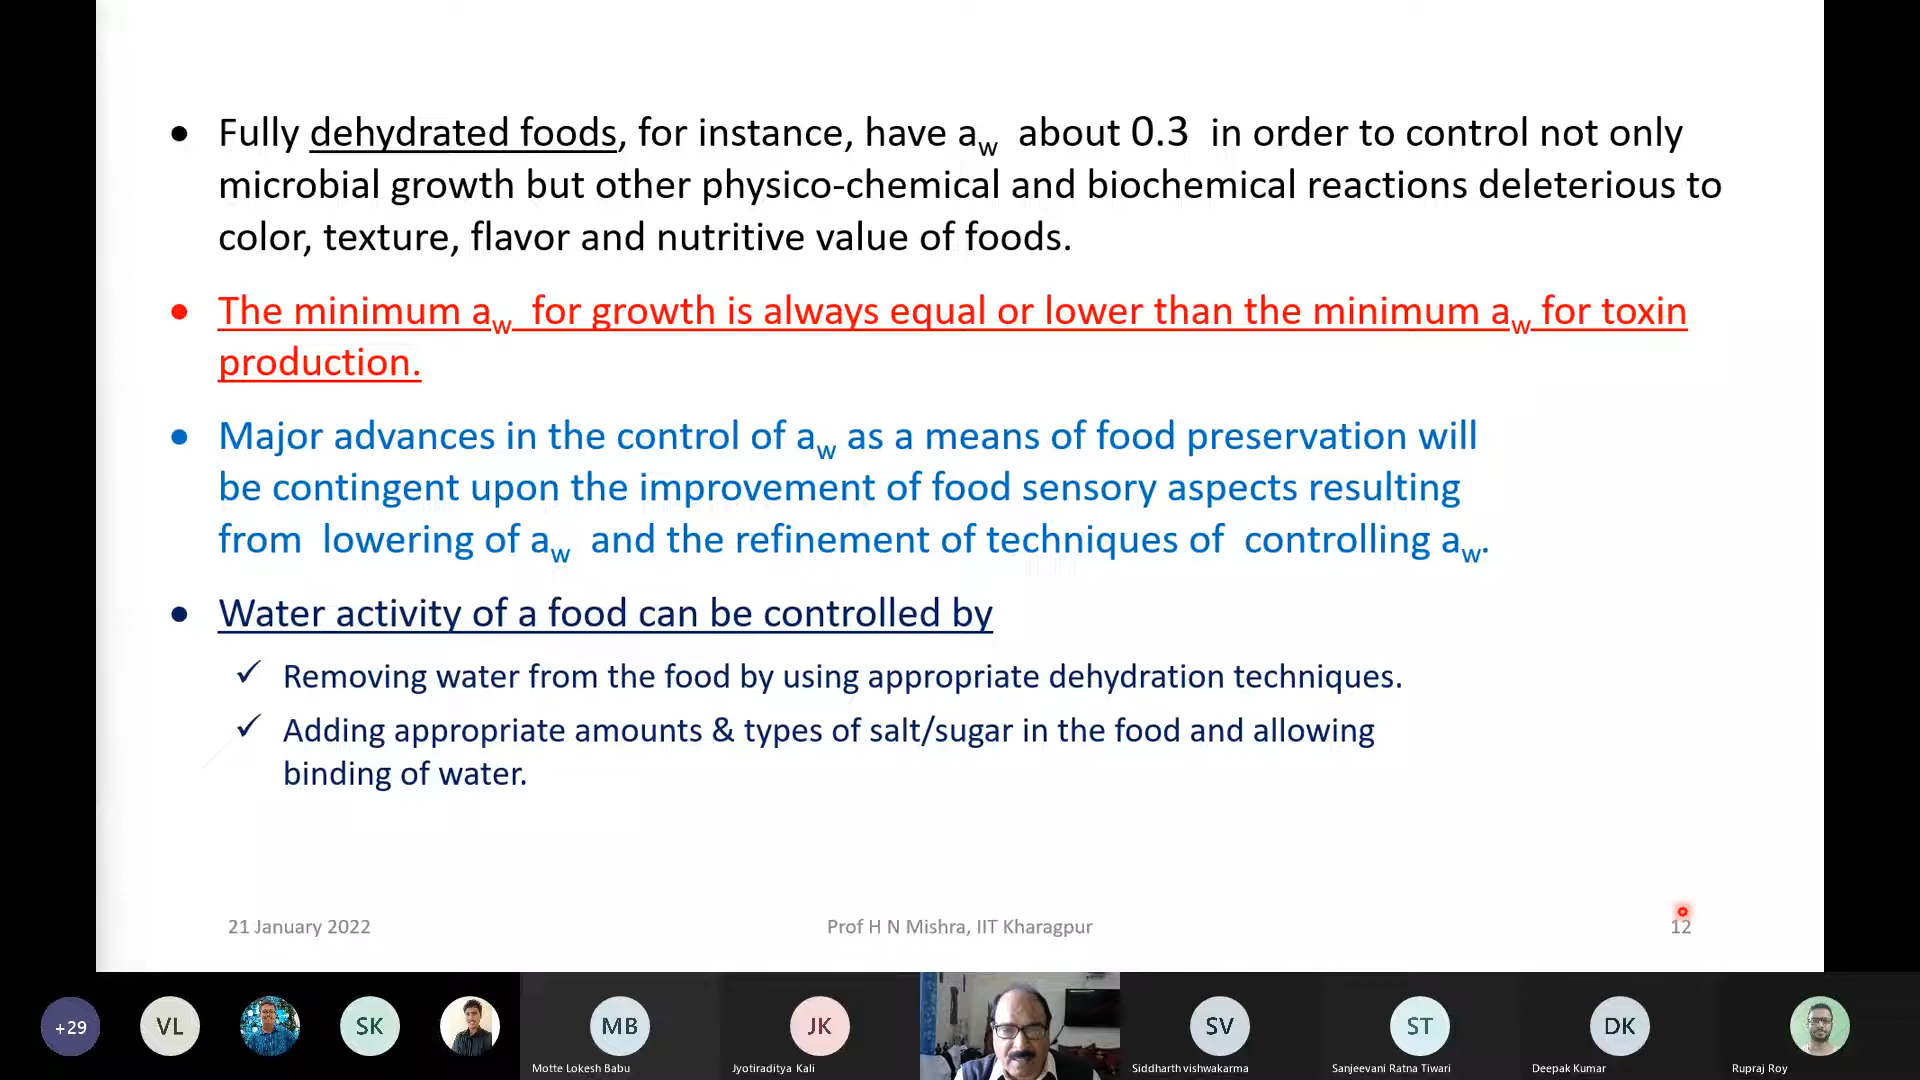 • Fully dehydrated foods, for instance, have aw about 0.3 in order to control not only
microbial growth but other physico-chemical and biochemical reactions deleterious to
color, texture, flavor and nutritive value of foods.
• The minimum aw for growth is always equal or lower than the minimum aw for toxin
production.
• Major advances in the control of aw as a means of food preservation will
be contingent upon the improvement of food sensory aspects resulting
from lowering of aw and the refinement of techniques of controlling aw.
• Water activity of a food can be controlled by
✓ Removing water from the food by using appropriate dehydration techniques.
✓ Adding appropriate amounts & types of salt/sugar in the food and allowing
binding of water.
21 January 2022
Prof H N Mishra, IIT Kharagpur
12
+29
VL
SK
MB
JK
SV
ST
DK
Motte Lokesh Babu
Jyotiraditya Kali
Siddharth vishwakarma
Sanjeevani Ratna Tiwari
Deepak Kumar
Rupraj Roy